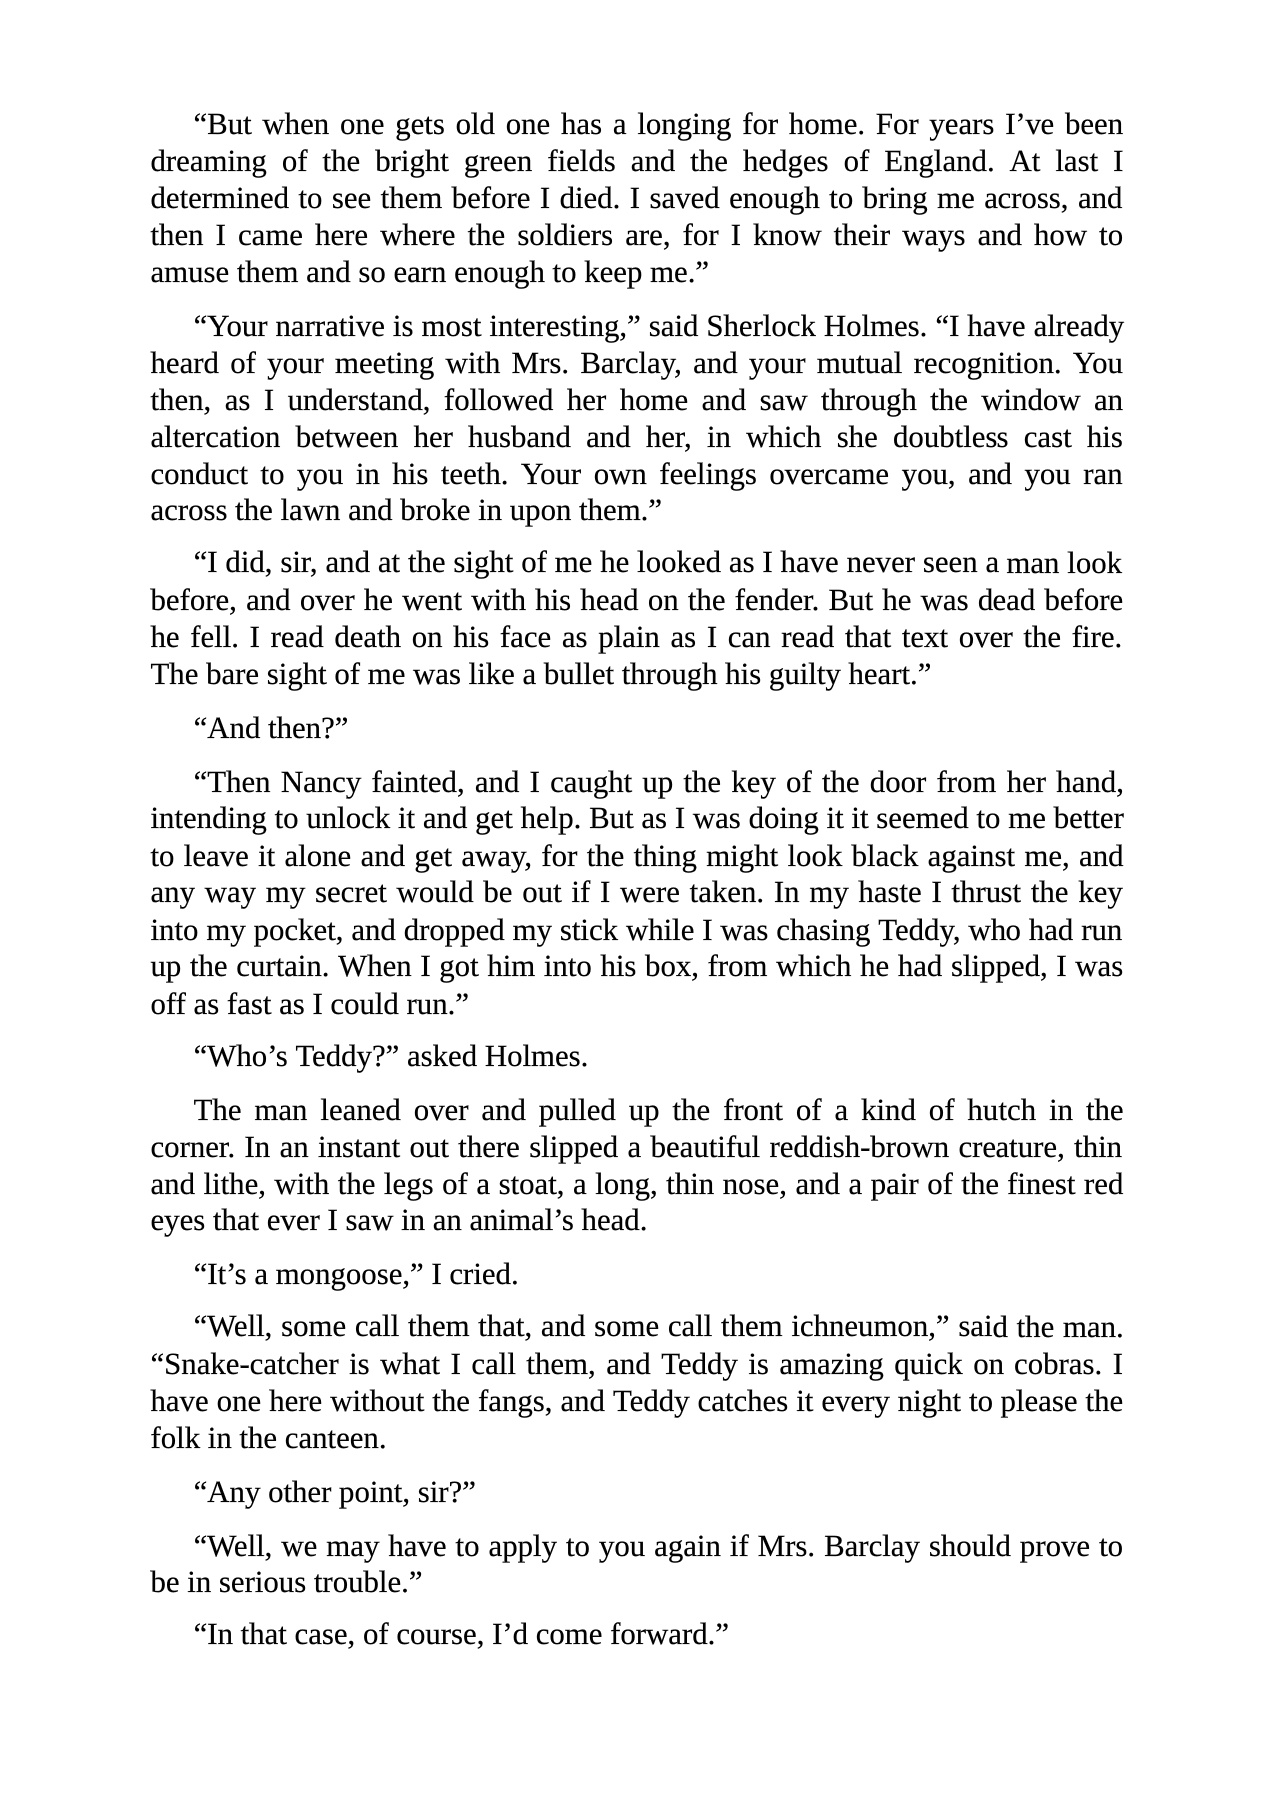 “But when one gets old one has a longing for home. For years I’ve been
dreaming of the bright green fields and the hedges of England. At last I
determined to see them before I died. I saved enough to bring me across, and
then I came here where the soldiers are, for I know their ways and how to
amuse them and so earn enough to keep me.”
“Your narrative is most interesting,” said Sherlock Holmes. “I have already
heard of your meeting with Mrs. Barclay, and your mutual recognition. You
then, as I understand, followed her home and saw through the window an
altercation between her husband and her, in which she doubtless cast his
conduct to you in his teeth. Your own feelings overcame you, and you ran
across the lawn and broke in upon them.”
“I did, sir, and at the sight of me he looked as I have never seen a man look
before, and over he went with his head on the fender. But he was dead before
he fell. I read death on his face as plain as I can read that text over the fire.
The bare sight of me was like a bullet through his guilty heart.”
“And then?”
“Then Nancy fainted, and I caught up the key of the door from her hand,
intending to unlock it and get help. But as I was doing it it seemed to me better
to leave it alone and get away, for the thing might look black against me, and
any way my secret would be out if I were taken. In my haste I thrust the key
into my pocket, and dropped my stick while I was chasing Teddy, who had run
up the curtain. When I got him into his box, from which he had slipped, I was
off as fast as I could run.”
“Who’s Teddy?” asked Holmes.
The man leaned over and pulled up the front of a kind of hutch in the
corner. In an instant out there slipped a beautiful reddish-brown creature, thin
and lithe, with the legs of a stoat, a long, thin nose, and a pair of the finest red
eyes that ever I saw in an animal’s head.
“It’s a mongoose,” I cried.
“Well, some call them that, and some call them ichneumon,” said the man.
“Snake-catcher is what I call them, and Teddy is amazing quick on cobras. I
have one here without the fangs, and Teddy catches it every night to please the
folk in the canteen.
“Any other point, sir?”
“Well, we may have to apply to you again if Mrs. Barclay should prove to
be in serious trouble.”
“In that case, of course, I’d come forward.”